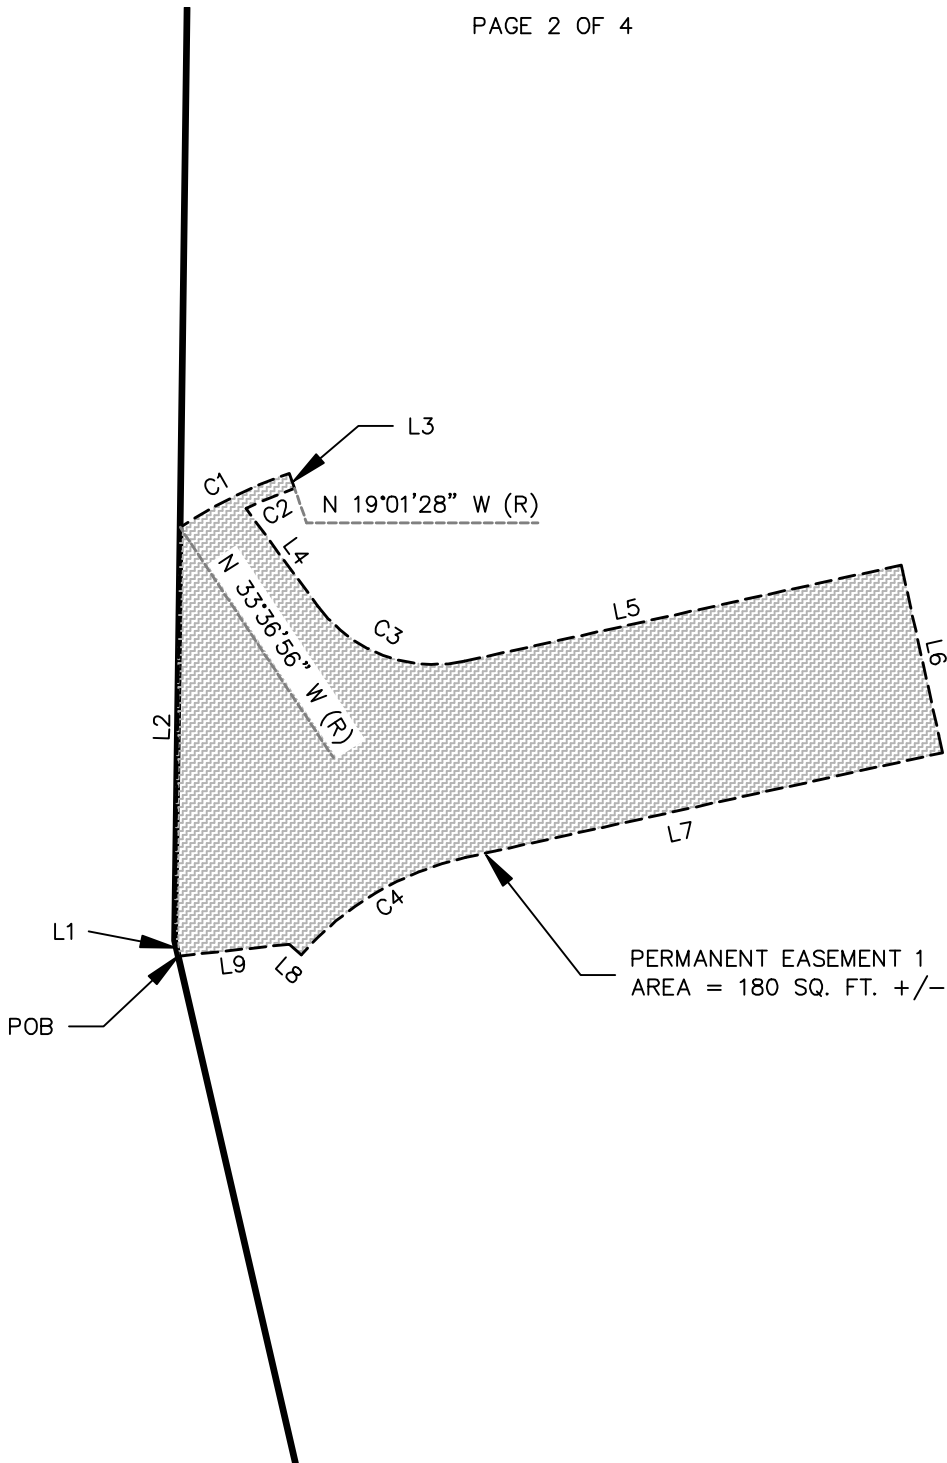 PAGE 2 OF 4
L3
C1
C2
N 19°01'28" W (R)
L4
N 33°36'56" W (R)
C3
L5
L6
L2
L7
C4
L1
L9
L8
POB
PERMANENT EASEMENT 1
AREA = 180 SQ. FT. +/-